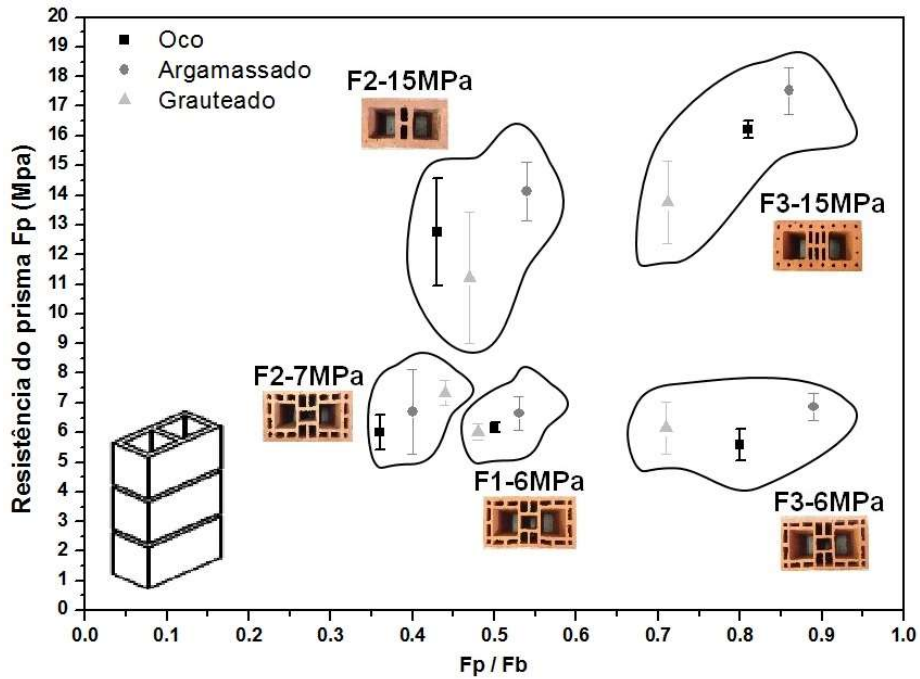 Resistência do prisma Fp (Mpa)
20
19
18
17
16
15
14
13
12
11
10
9
8
7
6
5
4
3
2
1
0
Oco
Argamassado
Grauteado
F2-15MPa
F3-15MPa
F2-7MPa
F1-6MPa
F3-6MPa
0.0 0.1 0.2 0.3 0.4 0.5 0.6 0.7 0.8 0.9 1.0
Fp / Fb